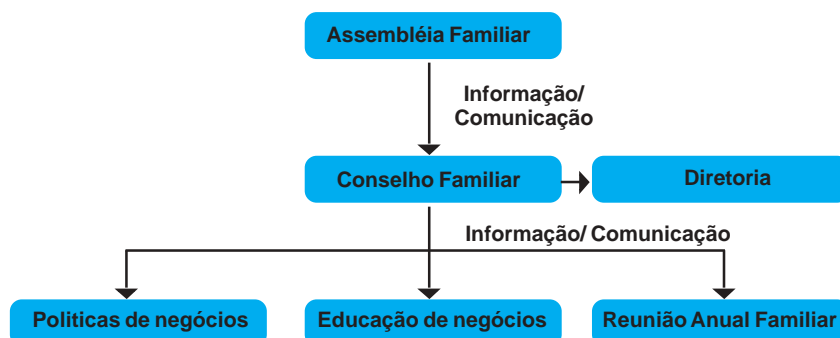 Assembléia Familiar
Informação/
Comunicação
Conselho Familiar
Diretoria
Informação/ Comunicação
Politicas de negócios
Educação de negócios
Reunião Anual Familiar